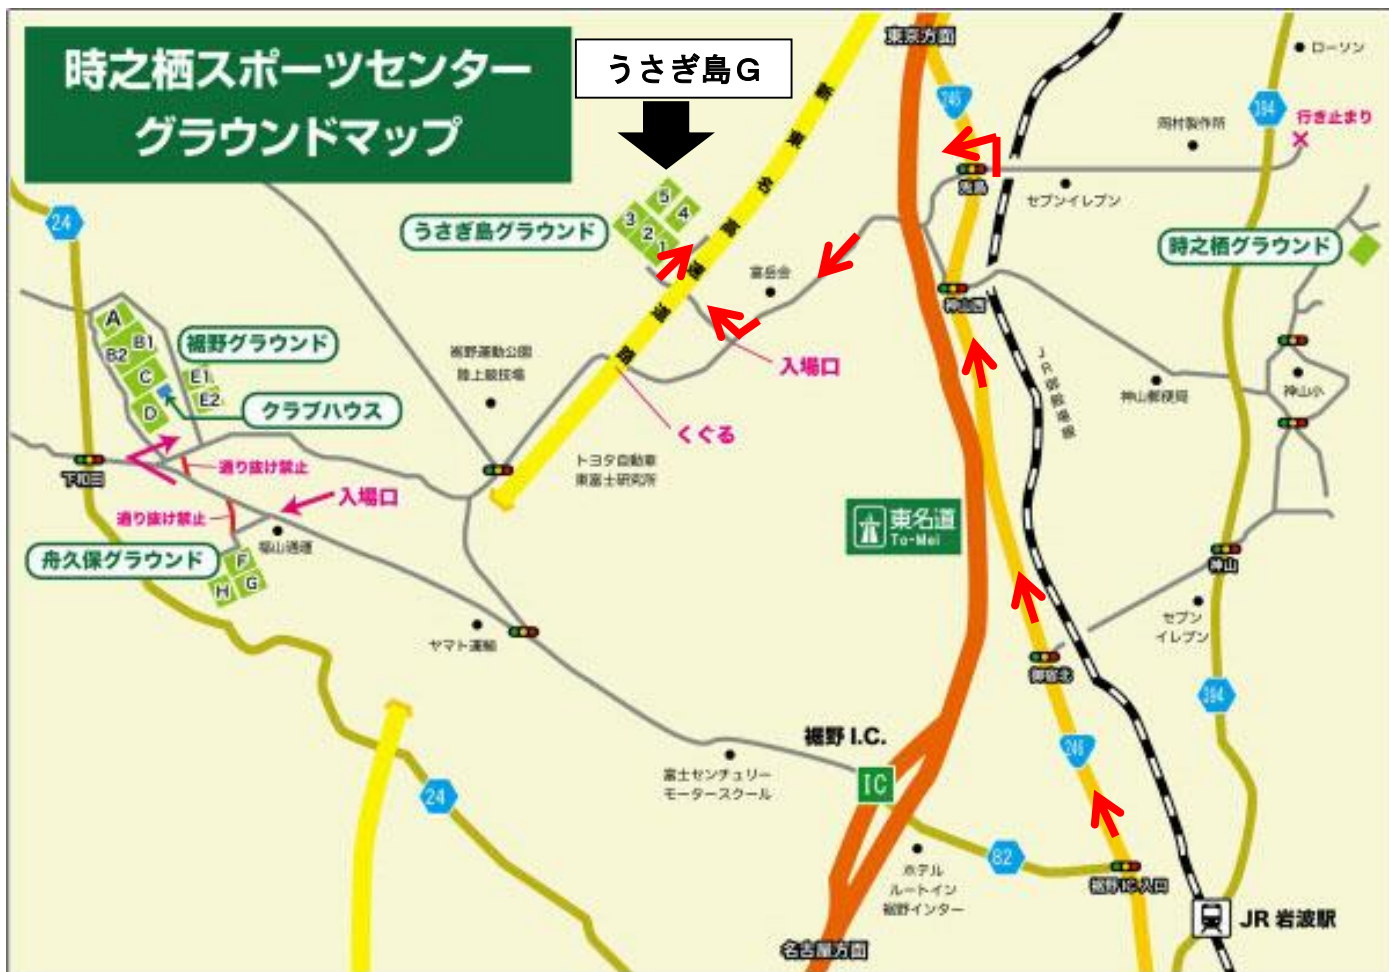 時之栖スポーツセンター
グラウンドマップ
うさぎ島G
東京方面
246
394
ローソン
岡村製作所
行き止まり
セブンイレブン
新東名高速道路
5
3
4
2
1
うさぎ島グラウンド
富岳会
入場口
時之栖グラウンド
24
神山西
A
B1
B2
C
D
E1
E2
裾野グラウンド
クラブハウス
裾野運動公園
陸上競技場
JR御殿場線
神山郵便局
神山小
くぐる
トヨタ自動車
東富士研究所
下和田
通り抜け禁止
入場口
通り抜け禁止
福山通運
舟久保グラウンド
F
G
H
東名道
To-Mei
神山
セブン
イレブン
ヤマト運輸
御宿北
394
裾野 I.C.
IC
246
富士センチュリー
モータースクール
24
82
ホテル
ルートイン
裾野インター
裾野IC入口
JR 岩波駅
名古屋方面